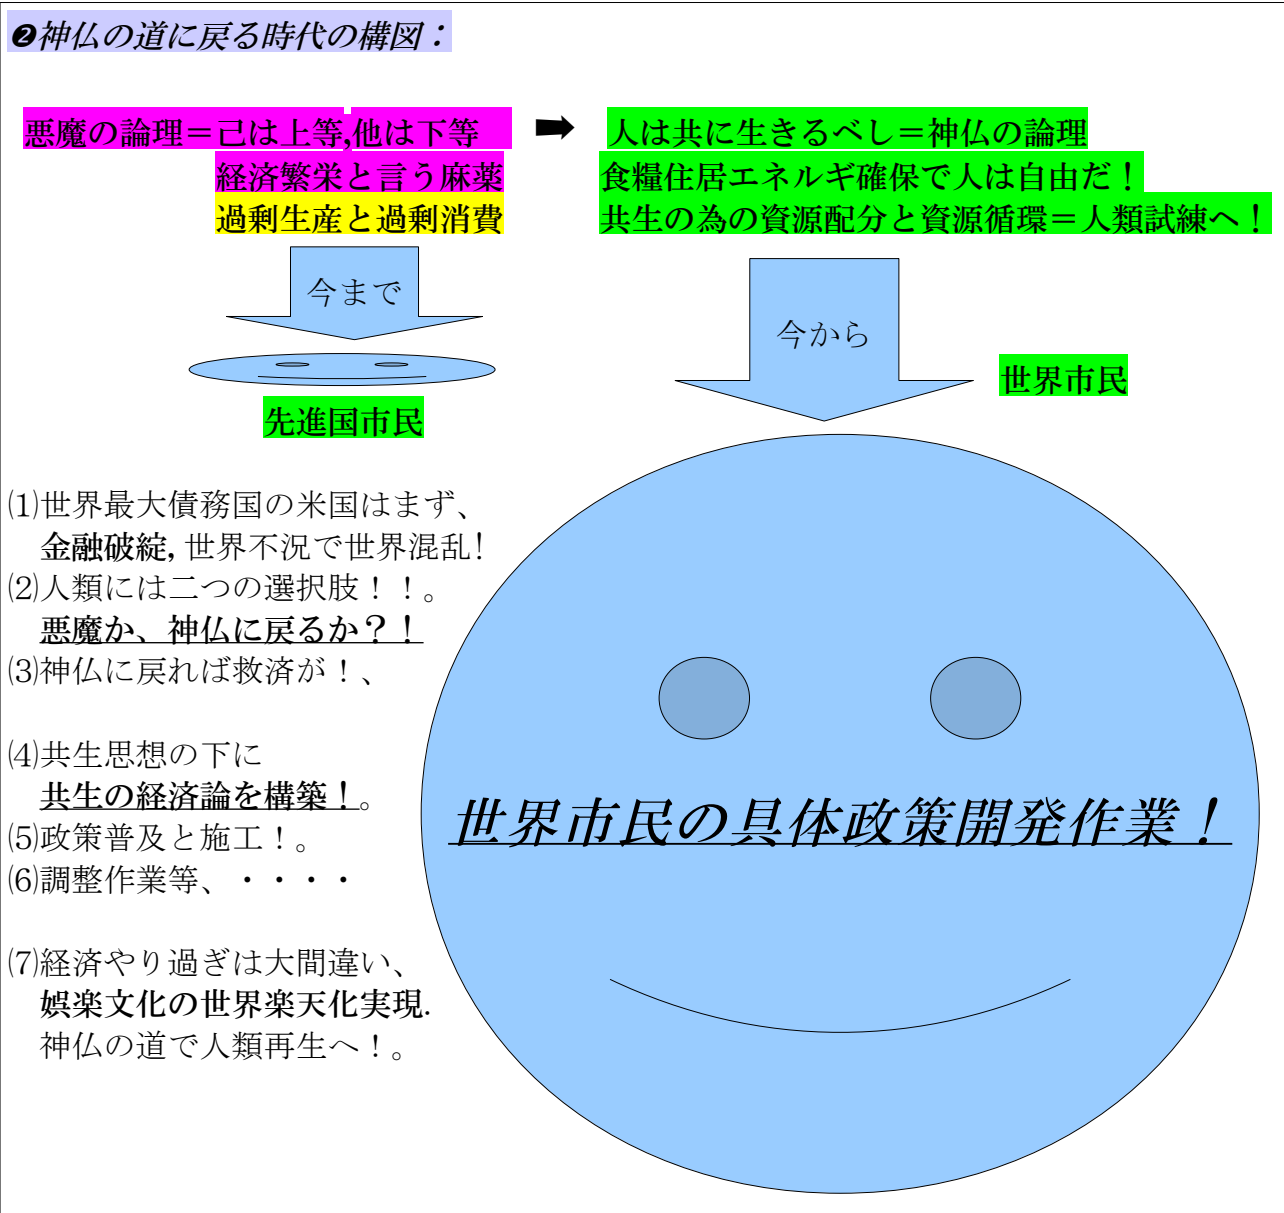 ❷神仏の道に戻る時代の構図：
悪魔の論理＝己は上等,他は下等 ➡ 人は共に生きるべし＝神仏の論理
経済繁栄と言う麻薬 食糧住居エネルギ確保で人は自由だ！
過剰生産と過剰消費 共生の為の資源配分と資源循環＝人類試練へ！
今まで
今から
世界市民
先進国市民
⑴世界最大債務国の米国はまず、
金融破綻, 世界不況で世界混乱!
⑵人類には二つの選択肢！！。
悪魔か、神仏に戻るか？！
⑶神仏に戻れば救済が！、
⑷共生思想の下に
共生の経済論を構築！。
⑸政策普及と施工！。
⑹調整作業等、・・・・
⑺経済やり過ぎは大間違い、
娯楽文化の世界楽天化実現.
神仏の道で人類再生へ！。
世界市民の具体政策開発作業！